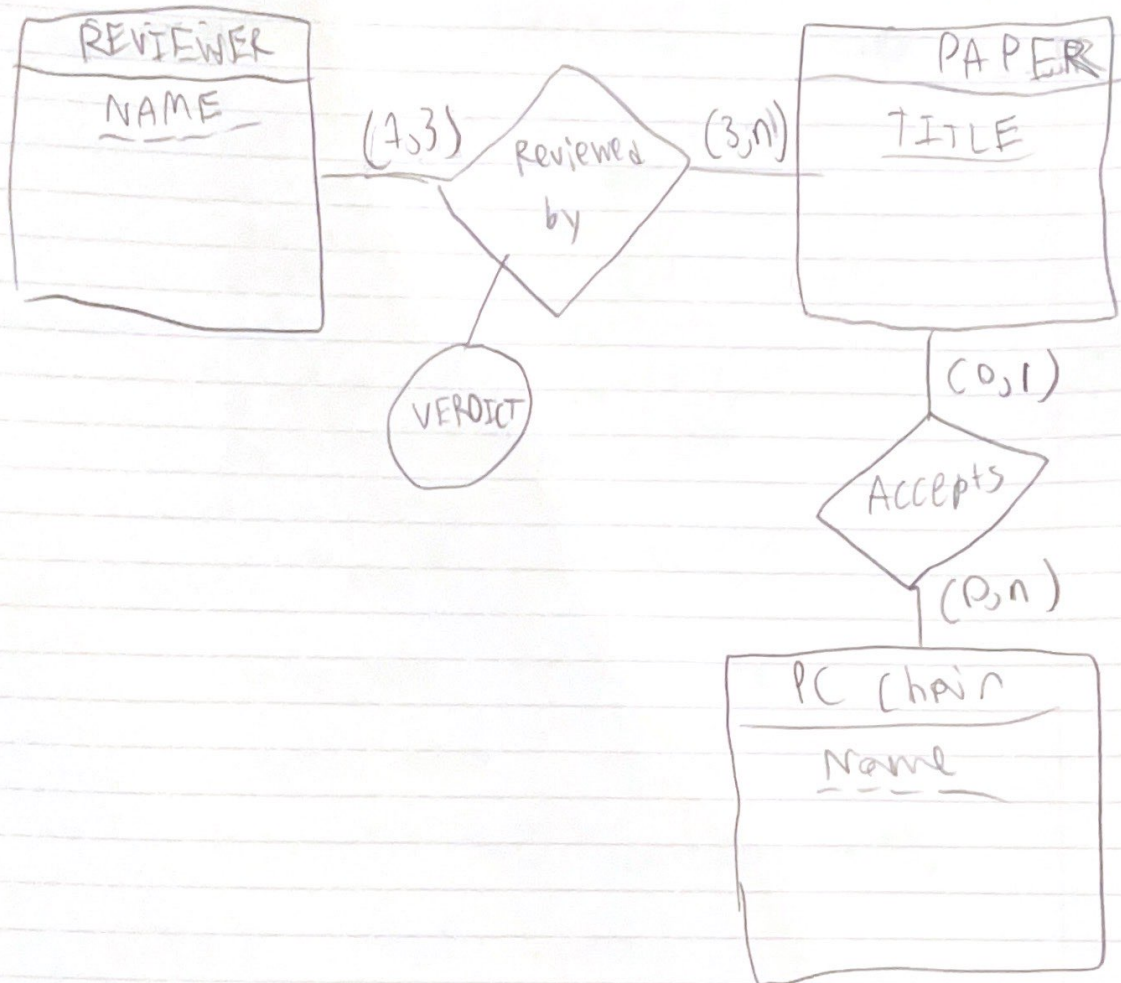 REVIEWER
NAME
(1,3)
Reviewed
by
(3,n)
PAPER
TITLE
VERDICT
(0,1)
Accepts
(0,n)
PC Chair
Name